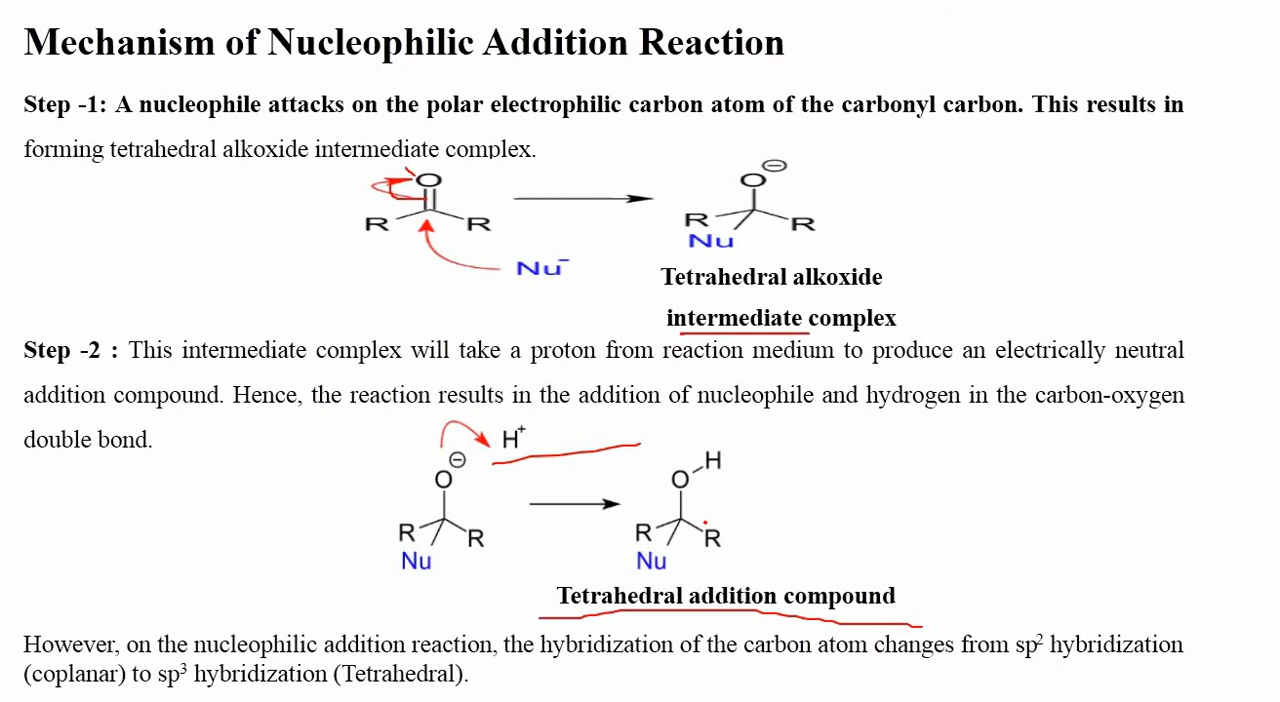 Mechanism of Nucleophilic Addition Reaction
Step -1: A nucleophile attacks on the polar electrophilic carbon atom of the carbonyl carbon. This results in
forming tetrahedral alkoxide intermediate complex.
O
R R
Nu⁻
O ⊖
R R
Nu
Tetrahedral alkoxide
intermediate complex
Step -2 : This intermediate complex will take a proton from reaction medium to produce an electrically neutral
addition compound. Hence, the reaction results in the addition of nucleophile and hydrogen in the carbon-oxygen
double bond.
H⁺
O ⊖
R R
Nu
O H
R R
Nu
Tetrahedral addition compound
However, on the nucleophilic addition reaction, the hybridization of the carbon atom changes from sp² hybridization
(coplanar) to sp³ hybridization (Tetrahedral).